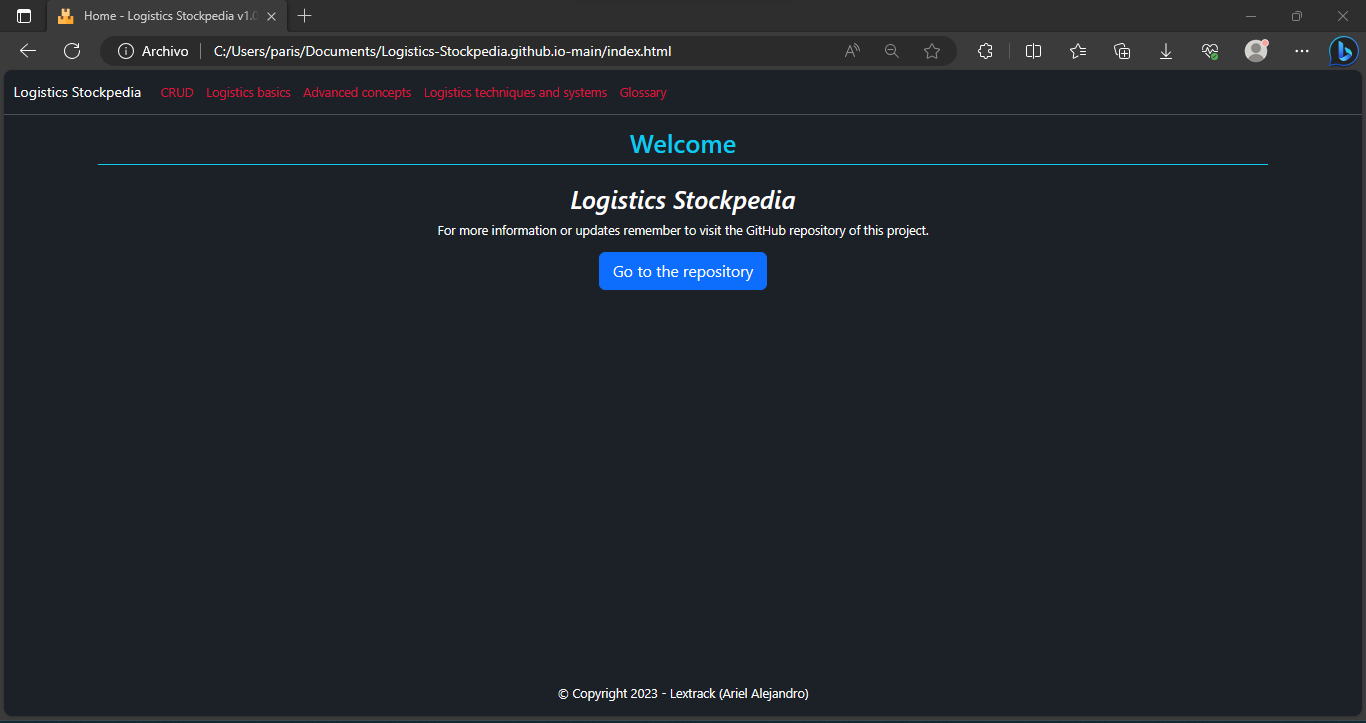 Home - Logistics Stockpedia v1.0
Archivo C:/Users/paris/Documents/Logistics-Stockpedia.github.io-main/index.html
Logistics Stockpedia CRUD Logistics basics Advanced concepts Logistics techniques and systems Glossary
Welcome
Logistics Stockpedia
For more information or updates remember to visit the GitHub repository of this project.
Go to the repository
© Copyright 2023 - Lextrack (Ariel Alejandro)